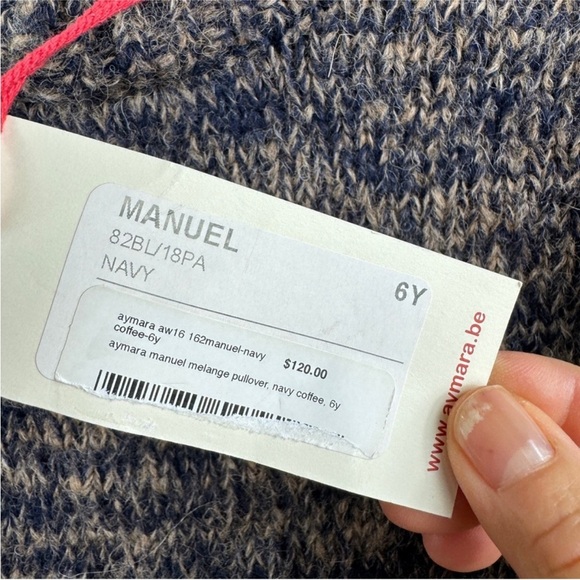 MANUEL
82BL/18PA
NAVY
6Y
aymara aw16 162manuel-navy
coffee-6y
$120.00
aymara manuel melange pullover, navy coffee, 6y
www.aymara.be